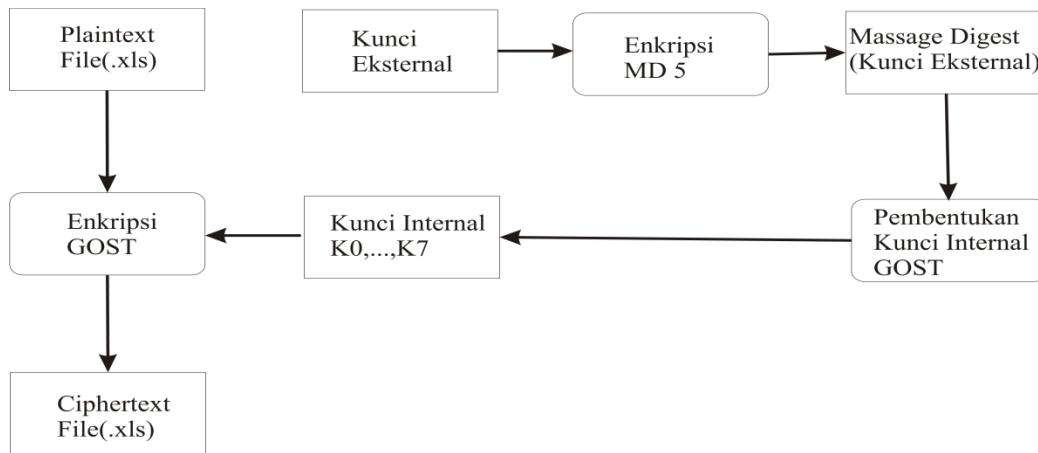 Plaintext
File(.xls)
Kunci
Eksternal
Enkripsi
MD 5
Massage Digest
(Kunci Eksternal)
Enkripsi
GOST
Kunci Internal
K0,...,K7
Pembentukan
Kunci Internal
GOST
Ciphertext
File(.xls)